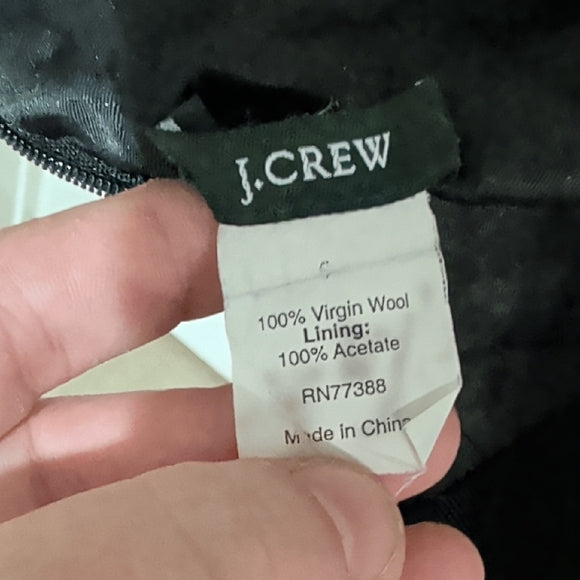 J.CREW
100% Virgin Wool
Lining:
100% Acetate
RN77388
Made in China